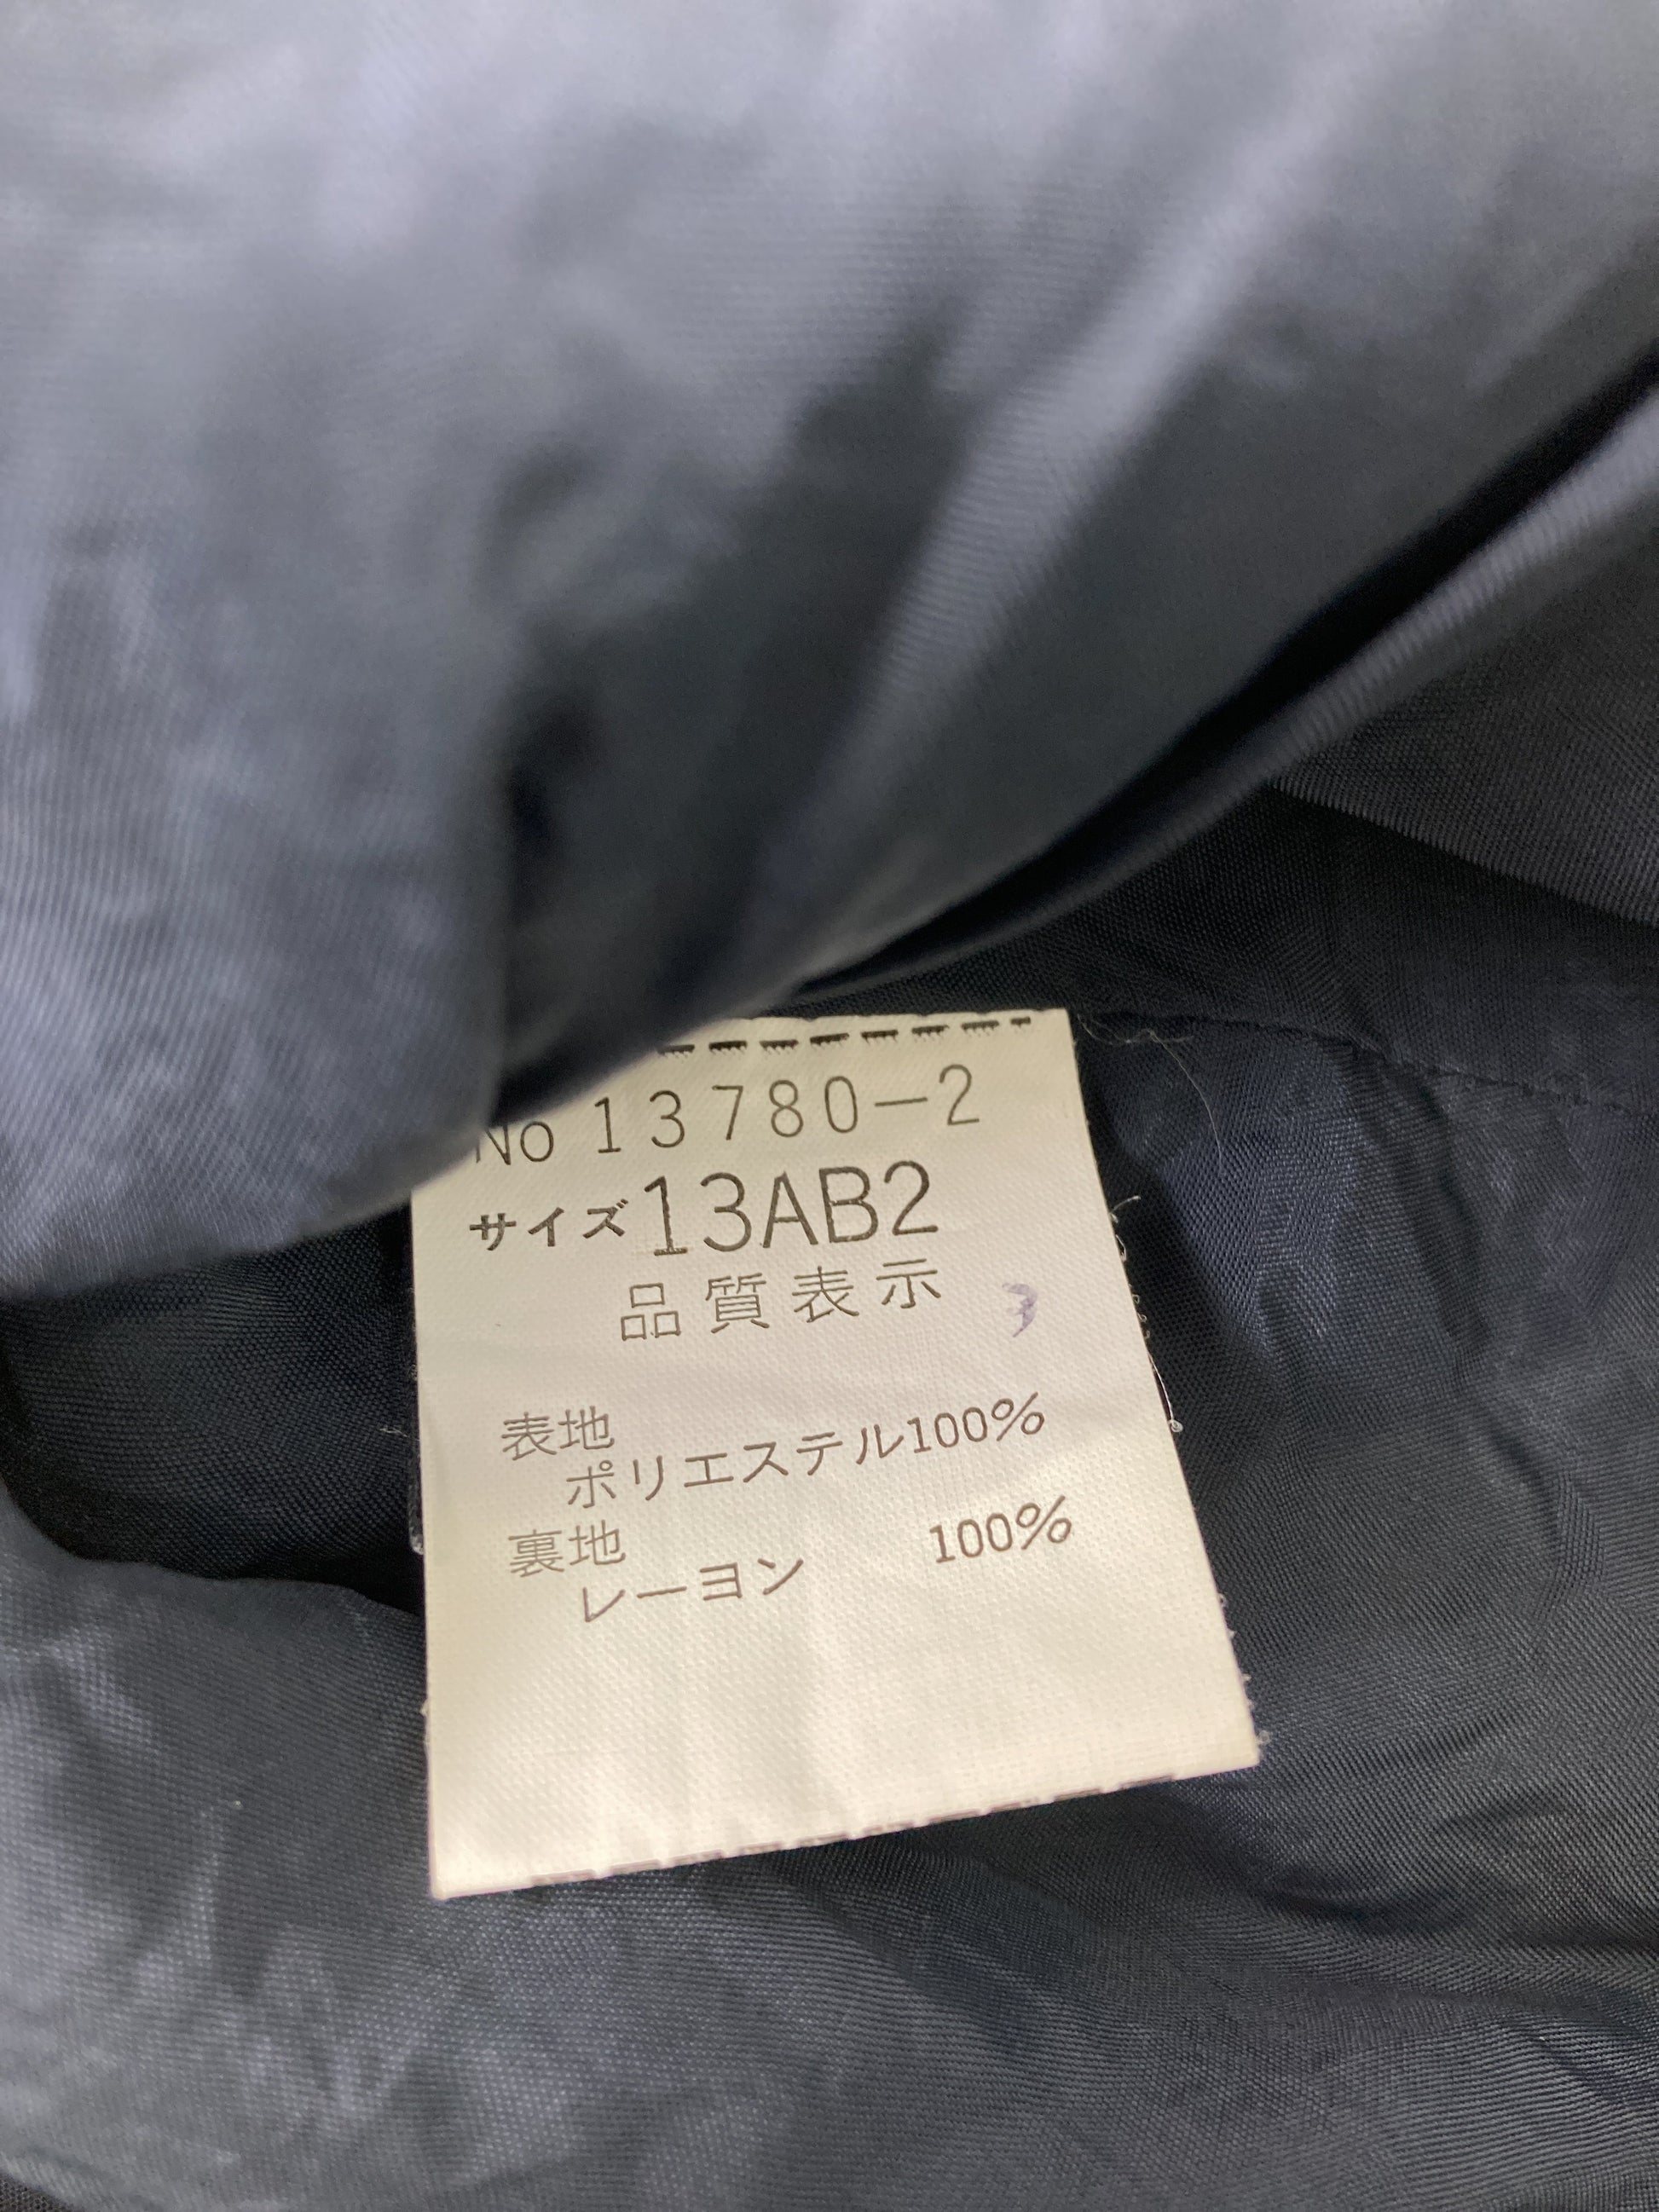 No 13780-2
サイズ13AB2
品質表示
表地
ポリエステル100%
裏地
レーヨン 100%